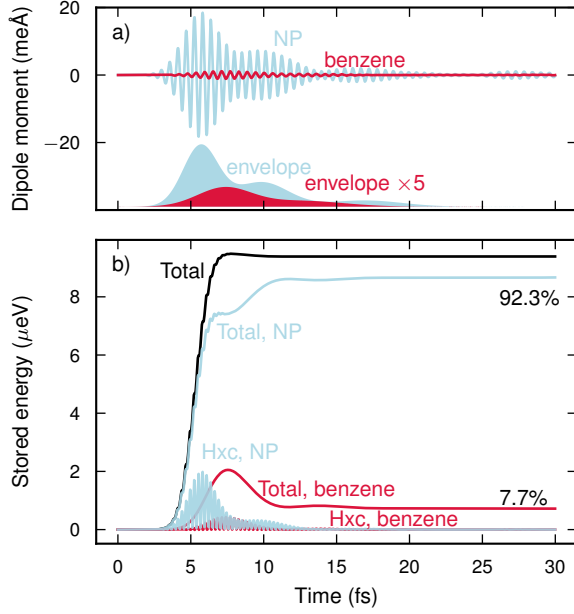 a)
NP
benzene
envelope
envelope ×5
Dipole moment (meÅ)
20
0
−20
b)
Total
Total, NP
92.3%
Hxc, NP
Total, benzene
7.7%
Hxc, benzene
Stored energy (μeV)
8
6
4
2
0
0 5 10 15 20 25 30
Time (fs)